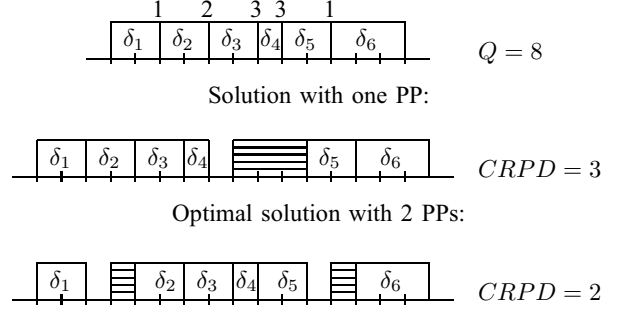 1 2 3 3 1
δ₁ δ₂ δ₃ δ₄ δ₅ δ₆ Q = 8
Solution with one PP:
δ₁ δ₂ δ₃ δ₄ δ₅ δ₆ CRPD = 3
Optimal solution with 2 PPs:
δ₁ δ₂ δ₃ δ₄ δ₅ δ₆ CRPD = 2